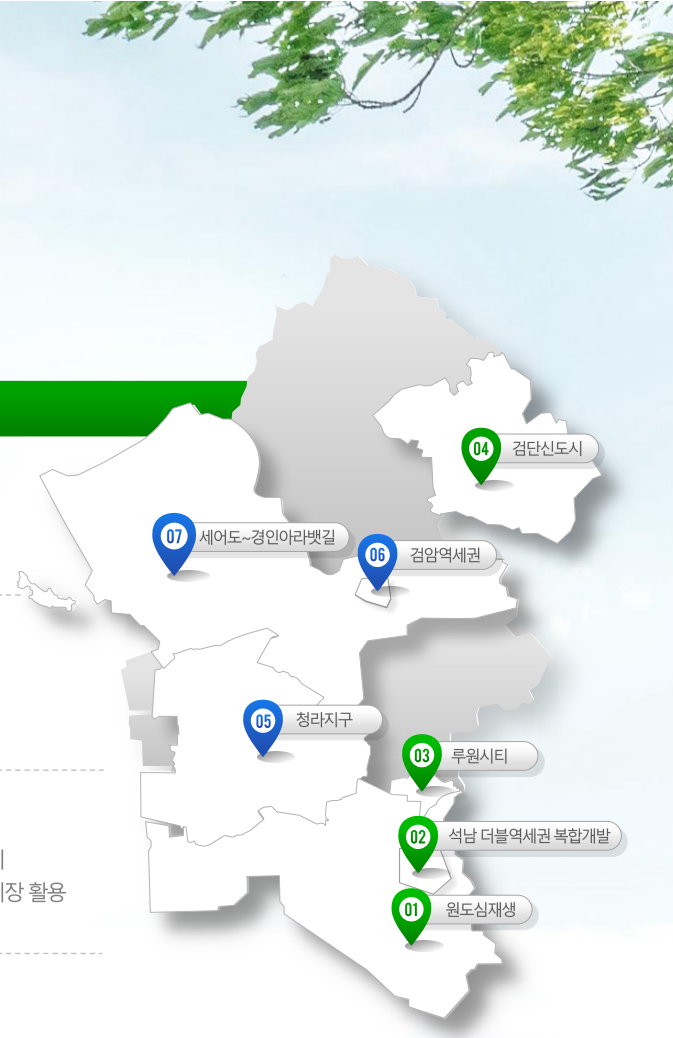 04 검단신도시
07 세어도~경인아라뱃길
06 검암역세권
05 청라지구
03 루원시티
02 석남 더블역세권 복합개발
장 활용
01 원도심재생